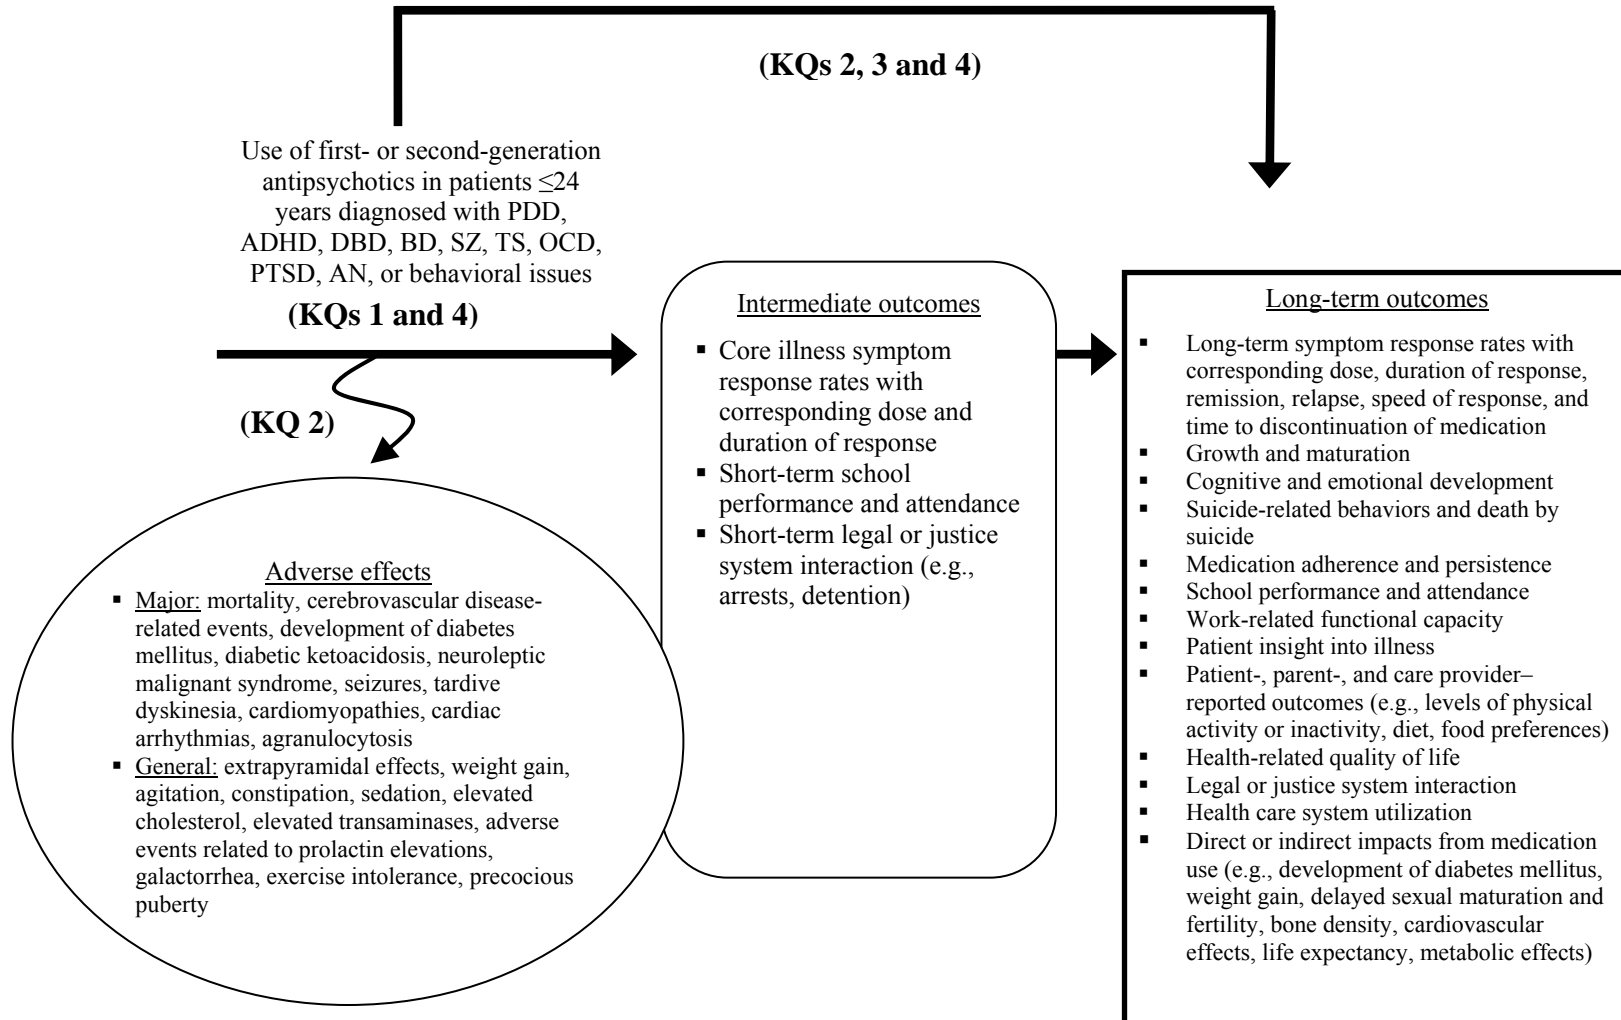 (KQs 2, 3 and 4)
Use of first- or second-generation
antipsychotics in patients ≤24
years diagnosed with PDD,
ADHD, DBD, BD, SZ, TS, OCD,
PTSD, AN, or behavioral issues
(KQs 1 and 4)
(KQ 2)
Adverse effects
▪ Major: mortality, cerebrovascular disease-
related events, development of diabetes
mellitus, diabetic ketoacidosis, neuroleptic
malignant syndrome, seizures, tardive
dyskinesia, cardiomyopathies, cardiac
arrhythmias, agranulocytosis
▪ General: extrapyramidal effects, weight gain,
agitation, constipation, sedation, elevated
cholesterol, elevated transaminases, adverse
events related to prolactin elevations,
galactorrhea, exercise intolerance, precocious
puberty
Intermediate outcomes
▪ Core illness symptom
response rates with
corresponding dose and
duration of response
▪ Short-term school
performance and attendance
▪ Short-term legal or justice
system interaction (e.g.,
arrests, detention)
Long-term outcomes
▪ Long-term symptom response rates with
corresponding dose, duration of response,
remission, relapse, speed of response, and
time to discontinuation of medication
▪ Growth and maturation
▪ Cognitive and emotional development
▪ Suicide-related behaviors and death by
suicide
▪ Medication adherence and persistence
▪ School performance and attendance
▪ Work-related functional capacity
▪ Patient insight into illness
▪ Patient-, parent-, and care provider–
reported outcomes (e.g., levels of physical
activity or inactivity, diet, food preferences)
▪ Health-related quality of life
▪ Legal or justice system interaction
▪ Health care system utilization
▪ Direct or indirect impacts from medication
use (e.g., development of diabetes mellitus,
weight gain, delayed sexual maturation and
fertility, bone density, cardiovascular
effects, life expectancy, metabolic effects)